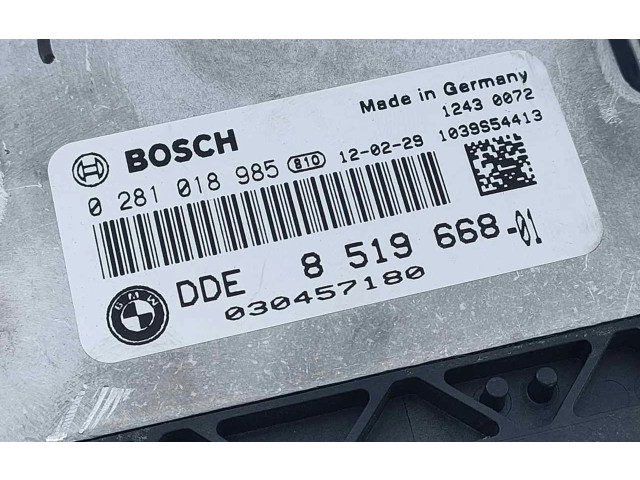 Made in Germany
1243 0072
1039S54413
BOSCH
0 281 018 985 810 12-02-29
BMW
DDE 8 519 668-01
030457180